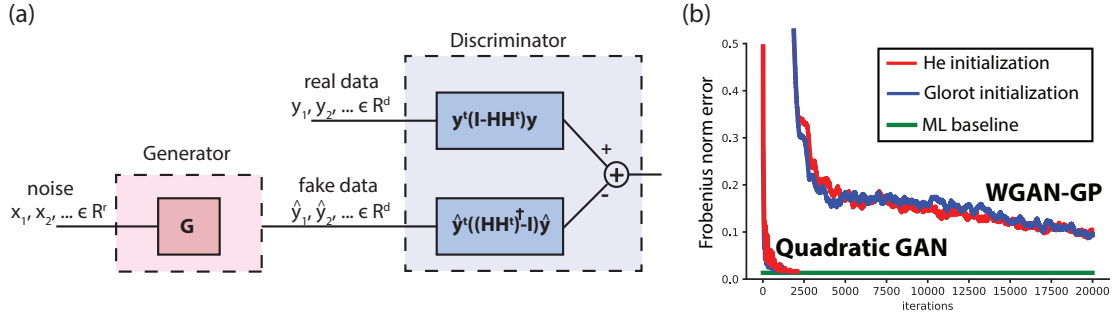 (a)
Discriminator
real data
y₁, y₂, ... ϵ Rᵈ
yᵗ(I-HHᵗ)y
+
+
-
Generator
noise
x₁, x₂, ... ϵ Rʳ
G
fake data
ŷ₁, ŷ₂, ... ϵ Rᵈ
ŷᵗ((HHᵗ)†-I)ŷ
(b)
Frobenius norm error
0.5
0.4
0.3
0.2
0.1
0.0
He initialization
Glorot initialization
ML baseline
WGAN-GP
Quadratic GAN
0 2500 5000 7500 10000 12500 15000 17500 20000
iterations